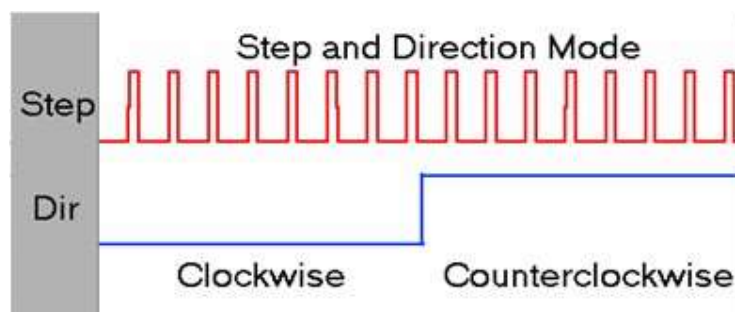 Step and Direction Mode
Step
Dir
Clockwise
Counterclockwise